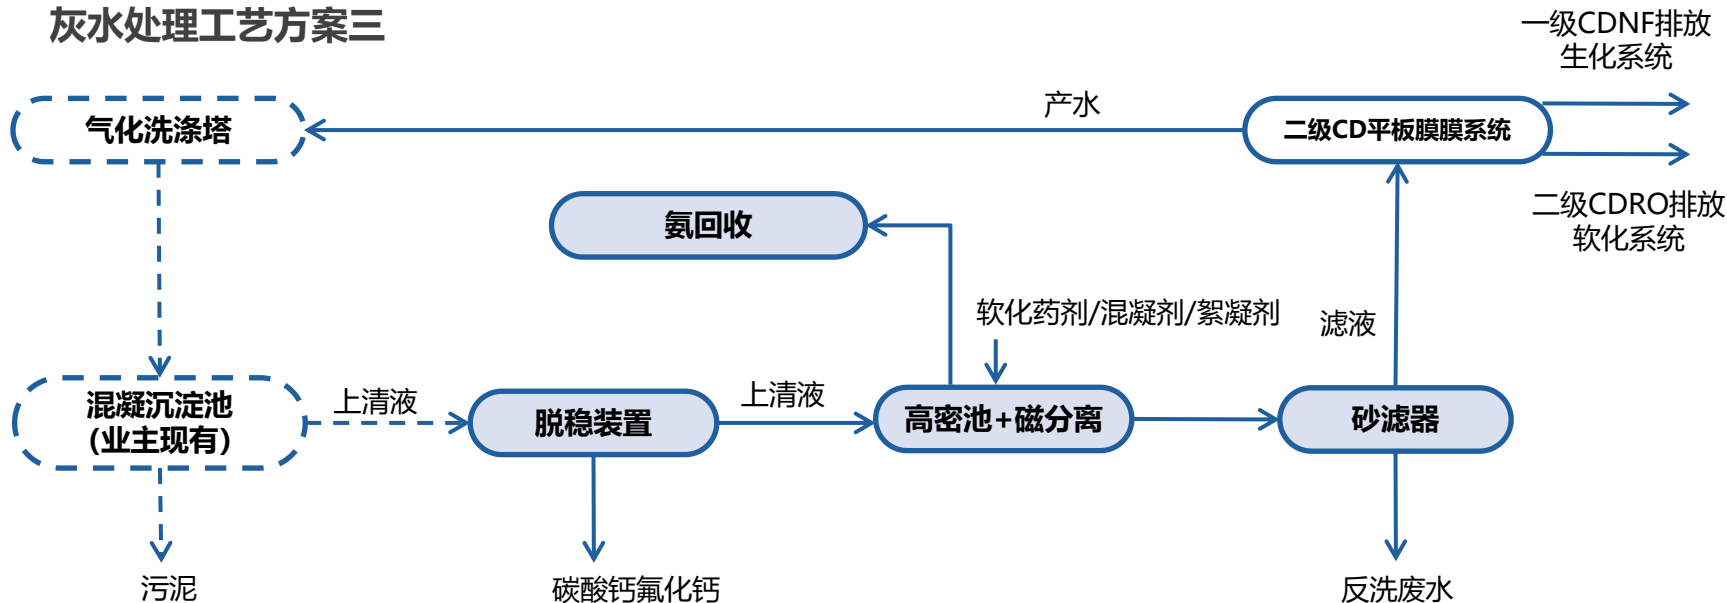 灰水处理工艺方案三
一级CDNF排放
生化系统
产水
气化洗涤塔
二级CD平板膜膜系统
二级CDRO排放
软化系统
氨回收
软化药剂/混凝剂/絮凝剂
滤液
混凝沉淀池
(业主现有)
上清液
脱稳装置
上清液
高密池+磁分离
砂滤器
污泥
碳酸钙氟化钙
反洗废水